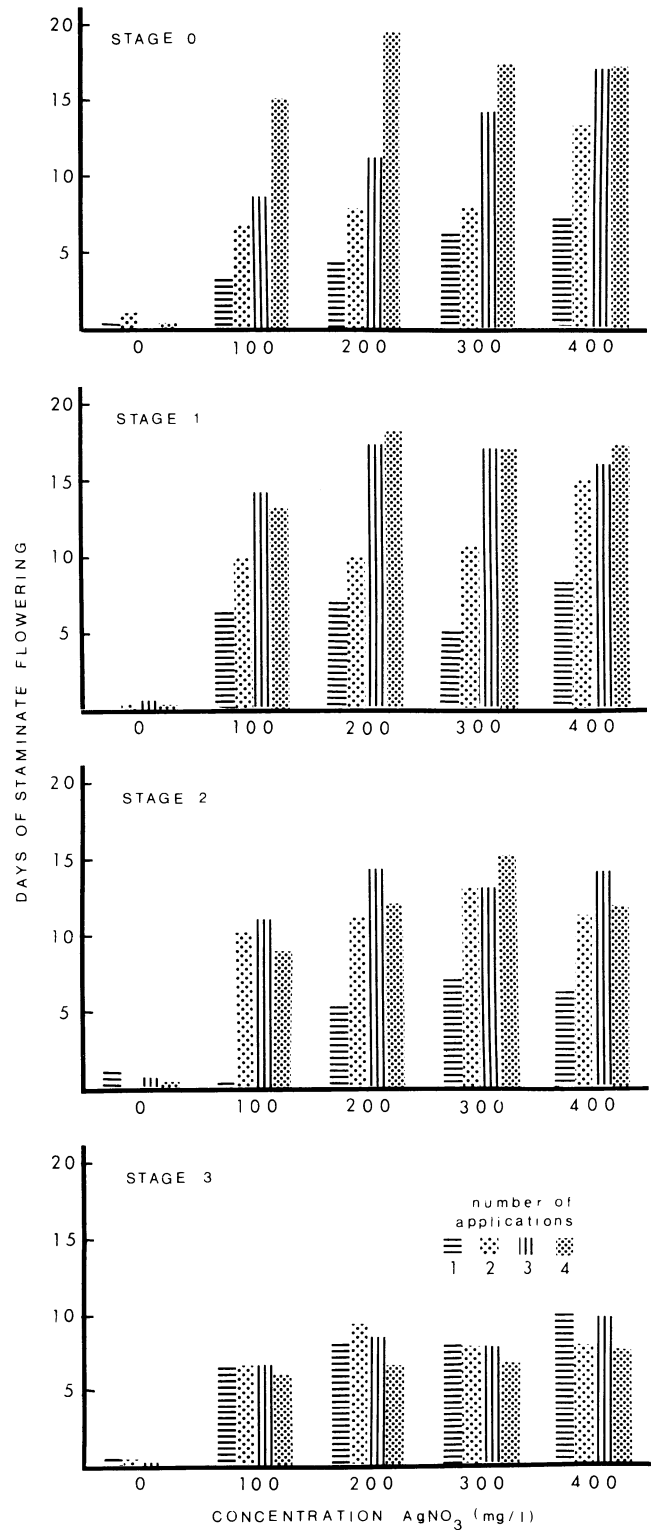 STAGE 0
20
15
10
5
0 100 200 300 400
STAGE 1
20
15
10
5
0 100 200 300 400
DAYS OF STAMINATE FLOWERING
STAGE 2
20
15
10
5
0 100 200 300 400
STAGE 3
20
15
10
5
number of
applications
1 2 3 4
0 100 200 300 400
CONCENTRATION AgNO3 (mg/l)